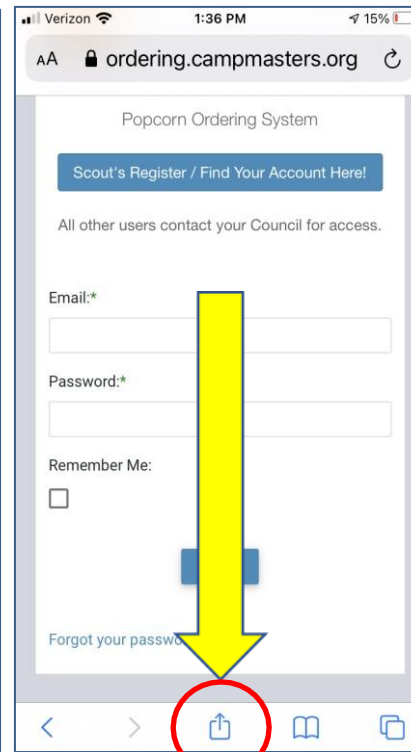 Verizon 1:36 PM 15%
AA ordering.campmasters.org
Popcorn Ordering System
Scout's Register / Find Your Account Here!
All other users contact your Council for access.
Email:*
Password:*
Remember Me:
Forgot your